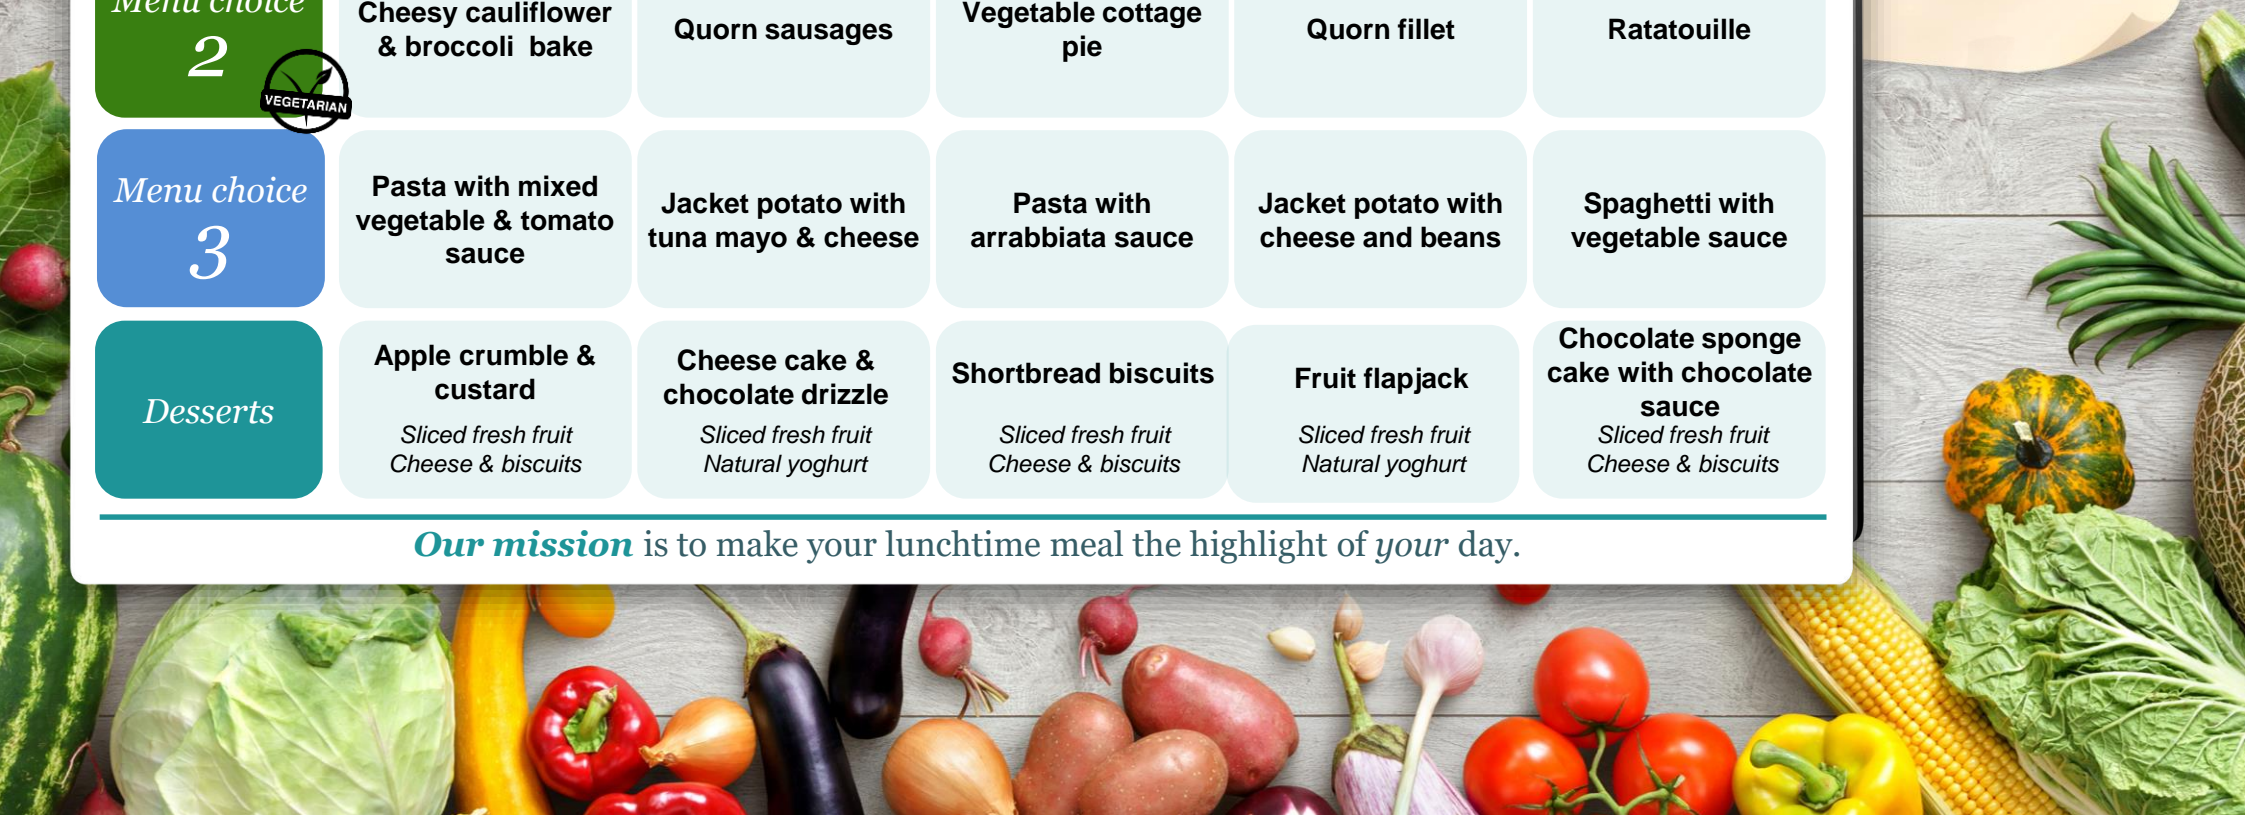 Menu choice
2
VEGETARIAN
Cheesy cauliflower
& broccoli bake
Quorn sausages
Vegetable cottage
pie
Quorn fillet
Ratatouille
Menu choice
3
Pasta with mixed
vegetable & tomato
sauce
Jacket potato with
tuna mayo & cheese
Pasta with
arrabbiata sauce
Jacket potato with
cheese and beans
Spaghetti with
vegetable sauce
Desserts
Apple crumble &
custard
Sliced fresh fruit
Cheese & biscuits
Cheese cake &
chocolate drizzle
Sliced fresh fruit
Natural yoghurt
Shortbread biscuits
Sliced fresh fruit
Cheese & biscuits
Fruit flapjack
Sliced fresh fruit
Natural yoghurt
Chocolate sponge
cake with chocolate
sauce
Sliced fresh fruit
Cheese & biscuits
Our mission is to make your lunchtime meal the highlight of your day.